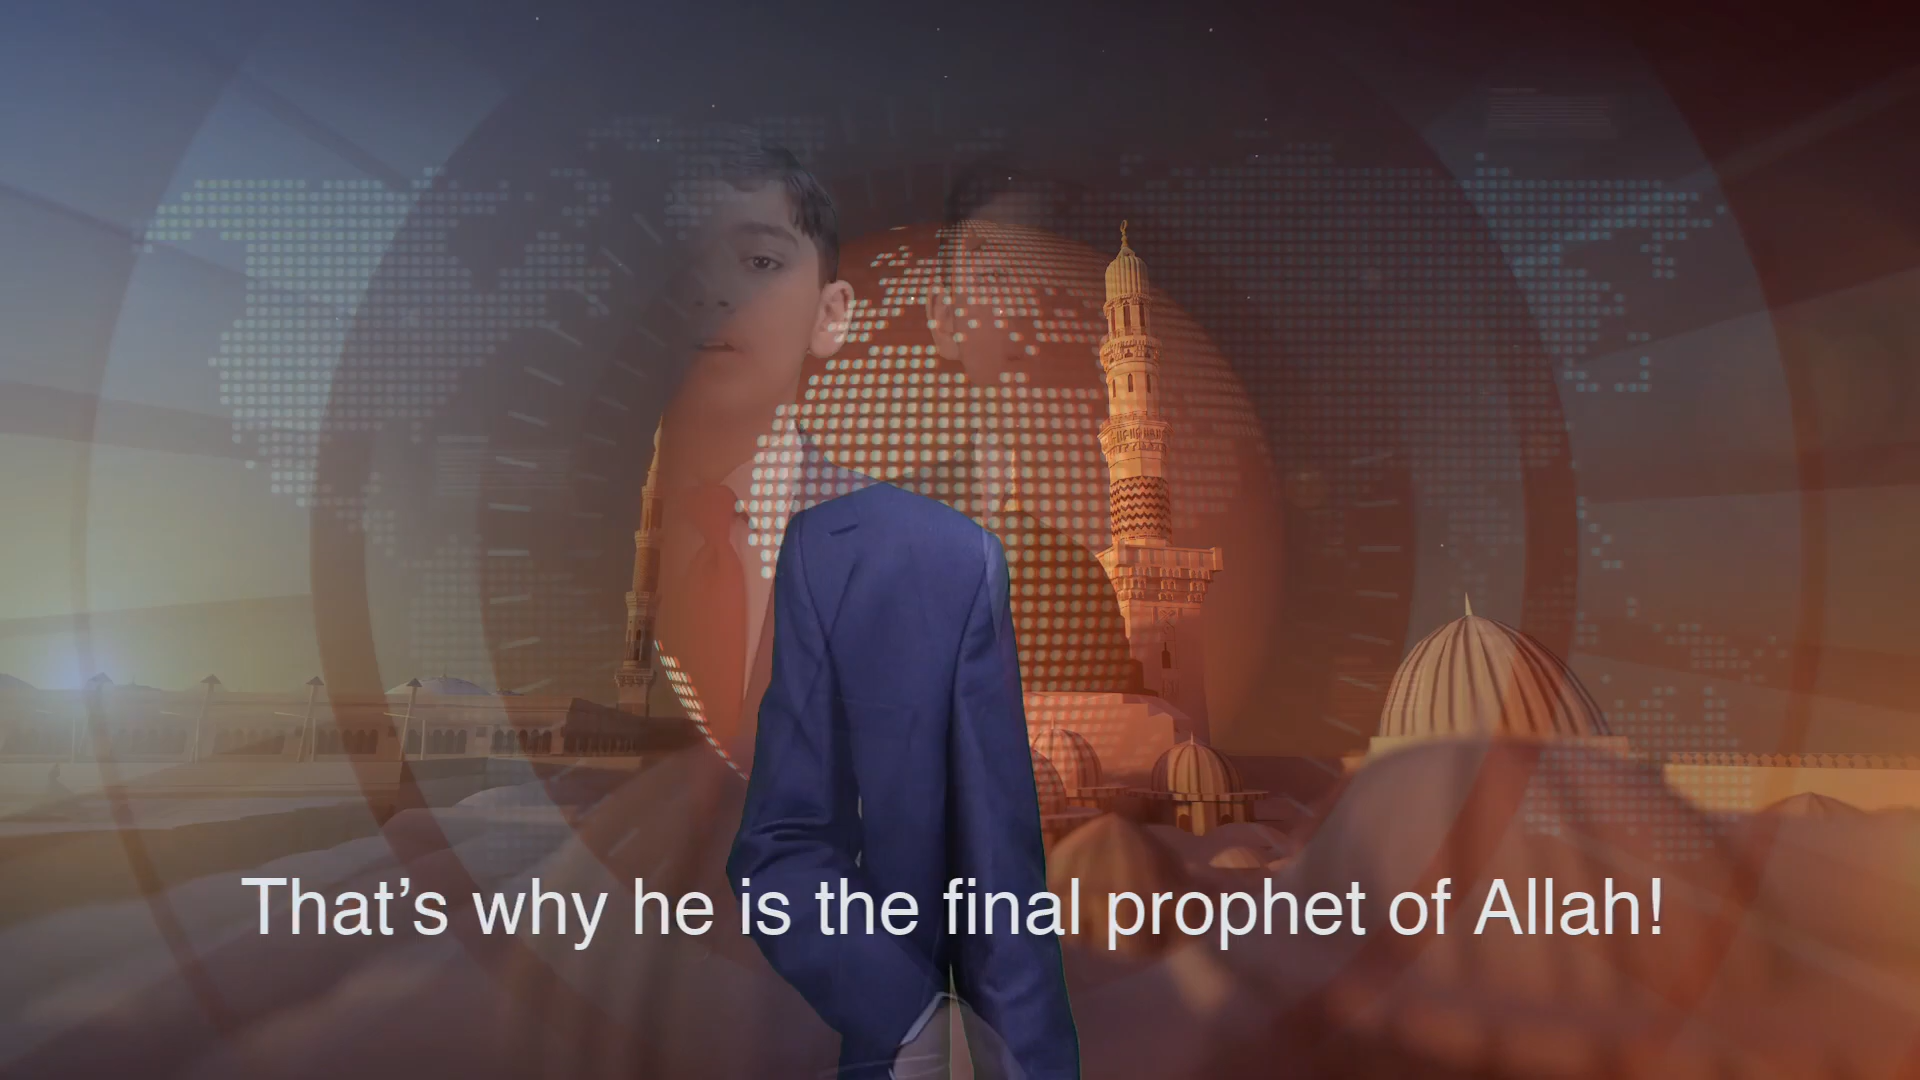 That’s why he is the final prophet of Allah!